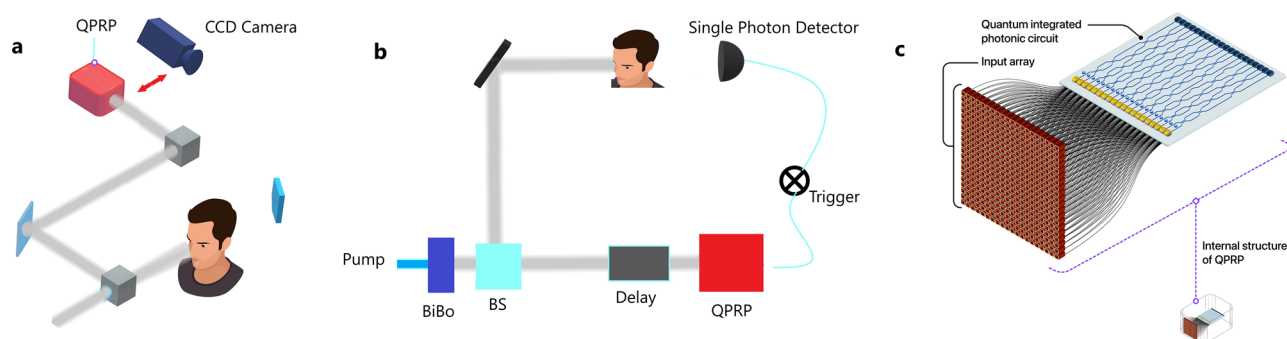 a
QPRP
CCD Camera
b
Single Photon Detector
Trigger
Pump
BiBo
BS
Delay
QPRP
c
Quantum integrated
photonic circuit
Input array
Internal structure
of QPRP